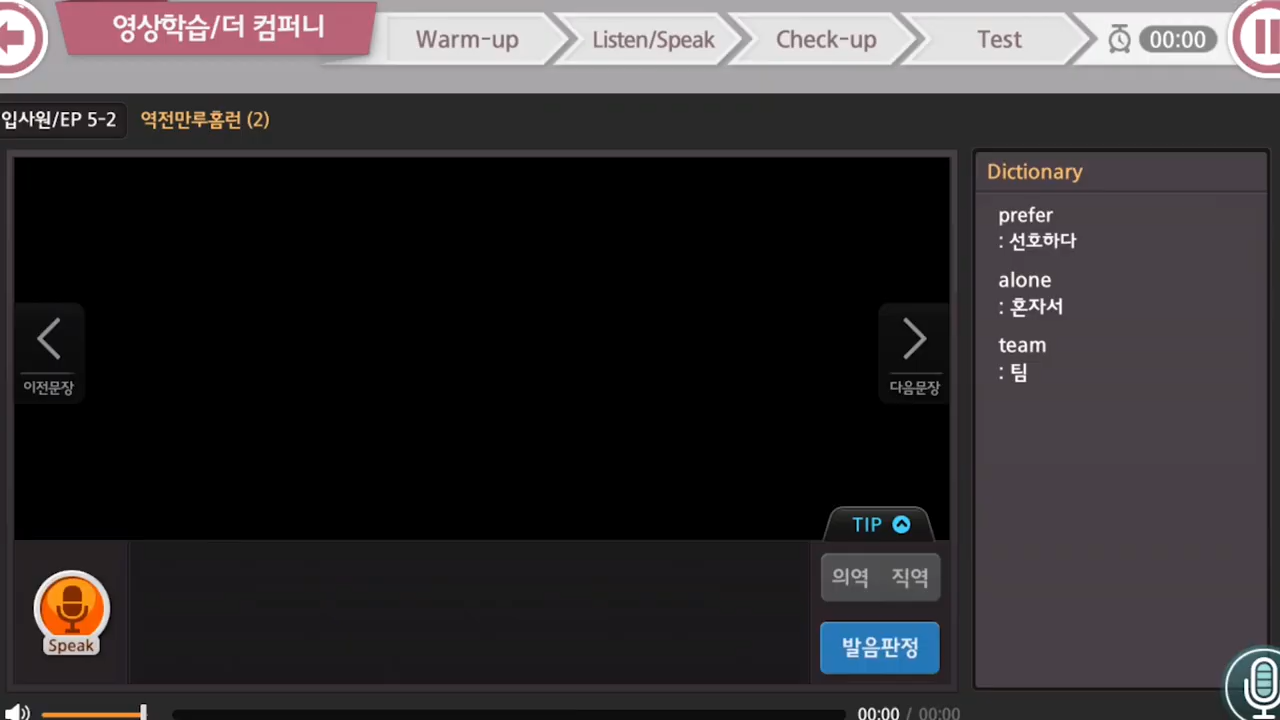 영상학습/더 컴퍼니
Warm-up
Listen/Speak
Check-up
Test
00:00
입사원/EP 5-2
역전만루홈런 (2)
Dictionary
prefer
: 선호하다
alone
: 혼자서
team
: 팀
이전문장
다음문장
TIP
의역 직역
Speak
발음판정
00:00 / 00:00